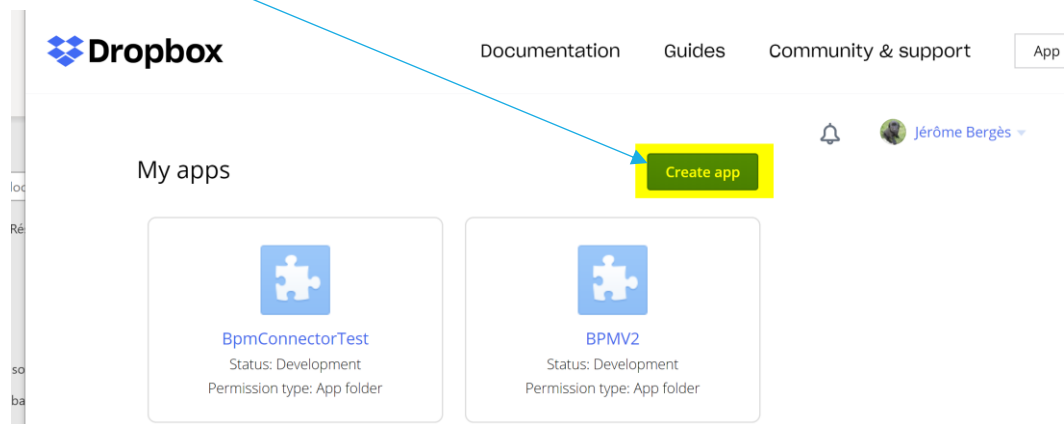 Dropbox Documentation Guides Community & support App
Jérôme Bergès
My apps Create app
BpmConnectorTest BPMV2
Status: Development Status: Development
Permission type: App folder Permission type: App folder